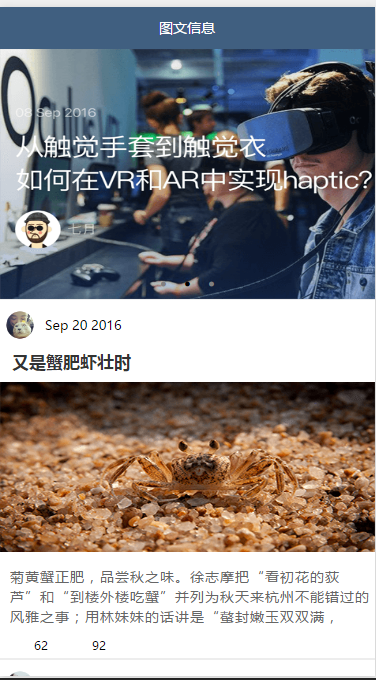 图文信息
08 Sep 2016
从触觉手套到触觉衣
如何在VR和AR中实现haptic?
七月
Sep 20 2016
又是蟹肥虾壮时
菊黄蟹正肥，品尝秋之味。徐志摩把“看初花的荻
芦”和“到楼外楼吃蟹”并列为秋天来杭州不能错过的
风雅之事；用林妹妹的话讲是“螯封嫩玉双双满，
62 92